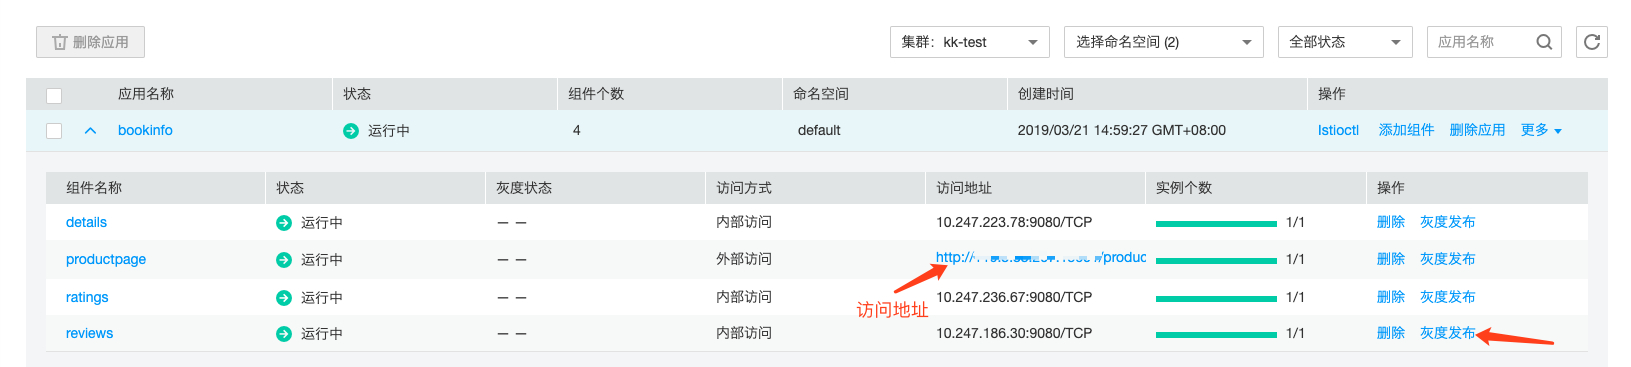 删除应用 集群：kk-test 选择命名空间 (2) 全部状态 应用名称
应用名称 状态 组件个数 命名空间 创建时间 操作
bookinfo 运行中 4 default 2019/03/21 14:59:27 GMT+08:00 Istioctl 添加组件 删除应用 更多
组件名称 状态 灰度状态 访问方式 访问地址 实例个数 操作
details 运行中 — — 内部访问 10.247.223.78:9080/TCP 1/1 删除 灰度发布
productpage 运行中 — — 外部访问 http:// /produc 1/1 删除 灰度发布
访问地址
ratings 运行中 — — 内部访问 10.247.236.67:9080/TCP 1/1 删除 灰度发布
reviews 运行中 — — 内部访问 10.247.186.30:9080/TCP 1/1 删除 灰度发布